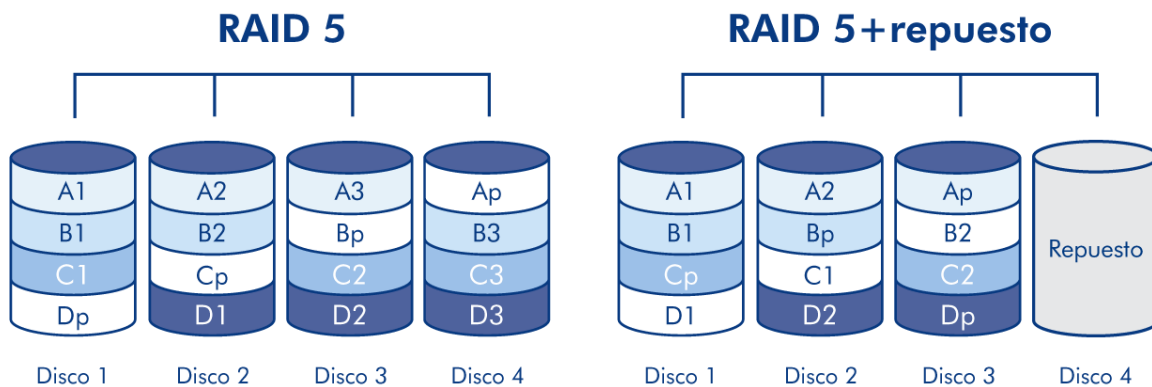 RAID 5
RAID 5+repuesto
A1 A2 A3 Ap
B1 B2 Bp B3
C1 Cp C2 C3
Dp D1 D2 D3
Disco 1 Disco 2 Disco 3 Disco 4
A1 A2 Ap
B1 Bp B2
Cp C1 C2
D1 D2 Dp
Repuesto
Disco 1 Disco 2 Disco 3 Disco 4